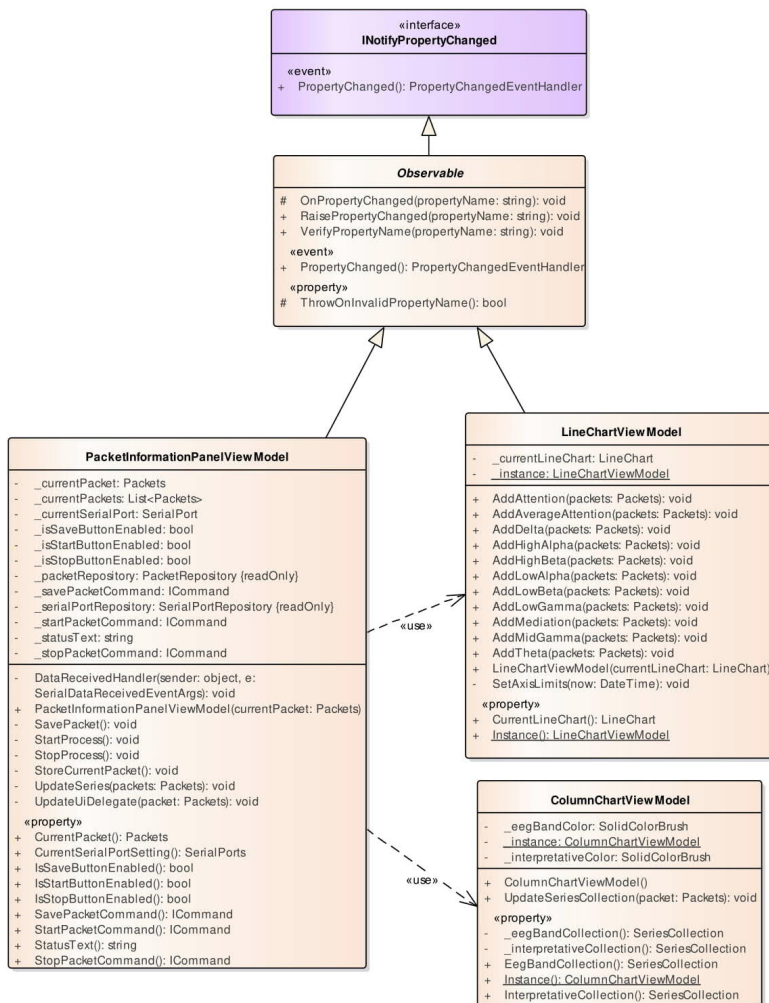 «interface»
INotifyPropertyChanged
«event»
+ PropertyChanged(): PropertyChangedEventHandler
Observable
# OnPropertyChanged(propertyName: string): void
+ RaisePropertyChanged(propertyName: string): void
+ VerifyPropertyName(propertyName: string): void
«event»
+ PropertyChanged(): PropertyChangedEventHandler
«property»
# ThrowOnInvalidPropertyName(): bool
PacketInformationPanelViewModel
- _currentPacket: Packets
- _currentPackets: List<Packets>
- _currentSerialPort: SerialPort
- _isSaveButtonEnabled: bool
- _isStartButtonEnabled: bool
- _isStopButtonEnabled: bool
- _packetRepository: PacketRepository {readOnly}
- _savePacketCommand: ICommand
- _serialPortRepository: SerialPortRepository {readOnly}
- _startPacketCommand: ICommand
- _statusText: string
- _stopPacketCommand: ICommand
- DataReceivedHandler(sender: object, e:
SerialDataReceivedEventArgs): void
+ PacketInformationPanelViewModel(currentPacket: Packets)
- SavePacket(): void
- StartProcess(): void
- StopProcess(): void
- StoreCurrentPacket(): void
- UpdateSeries(packets: Packets): void
- UpdateUiDelegate(packet: Packets): void
«property»
+ CurrentPacket(): Packets
+ CurrentSerialPortSetting(): SerialPorts
+ IsSaveButtonEnabled(): bool
+ IsStartButtonEnabled(): bool
+ IsStopButtonEnabled(): bool
+ SavePacketCommand(): ICommand
+ StartPacketCommand(): ICommand
+ StatusText(): string
+ StopPacketCommand(): ICommand
«use»
«use»
LineChartViewModel
- _currentLineChart: LineChart
- _instance: LineChartViewModel
+ AddAttention(packets: Packets): void
+ AddAverageAttention(packets: Packets): void
+ AddDelta(packets: Packets): void
+ AddHighAlpha(packets: Packets): void
+ AddHighBeta(packets: Packets): void
+ AddLowAlpha(packets: Packets): void
+ AddLowBeta(packets: Packets): void
+ AddLowGamma(packets: Packets): void
+ AddMediation(packets: Packets): void
+ AddMidGamma(packets: Packets): void
+ AddTheta(packets: Packets): void
+ LineChartViewModel(currentLineChart: LineChart)
- SetAxisLimits(now: DateTime): void
«property»
+ CurrentLineChart(): LineChart
+ Instance(): LineChartViewModel
ColumnChartViewModel
- _eegBandColor: SolidColorBrush
- _instance: ColumnChartViewModel
- _interpretativeColor: SolidColorBrush
+ ColumnChartViewModel()
+ UpdateSeriesCollection(packet: Packets): void
«property»
- _eegBandCollection(): SeriesCollection
- _interpretativeCollection(): SeriesCollection
+ EegBandCollection(): SeriesCollection
+ Instance(): ColumnChartViewModel
+ InterpretativeCollection(): SeriesCollection